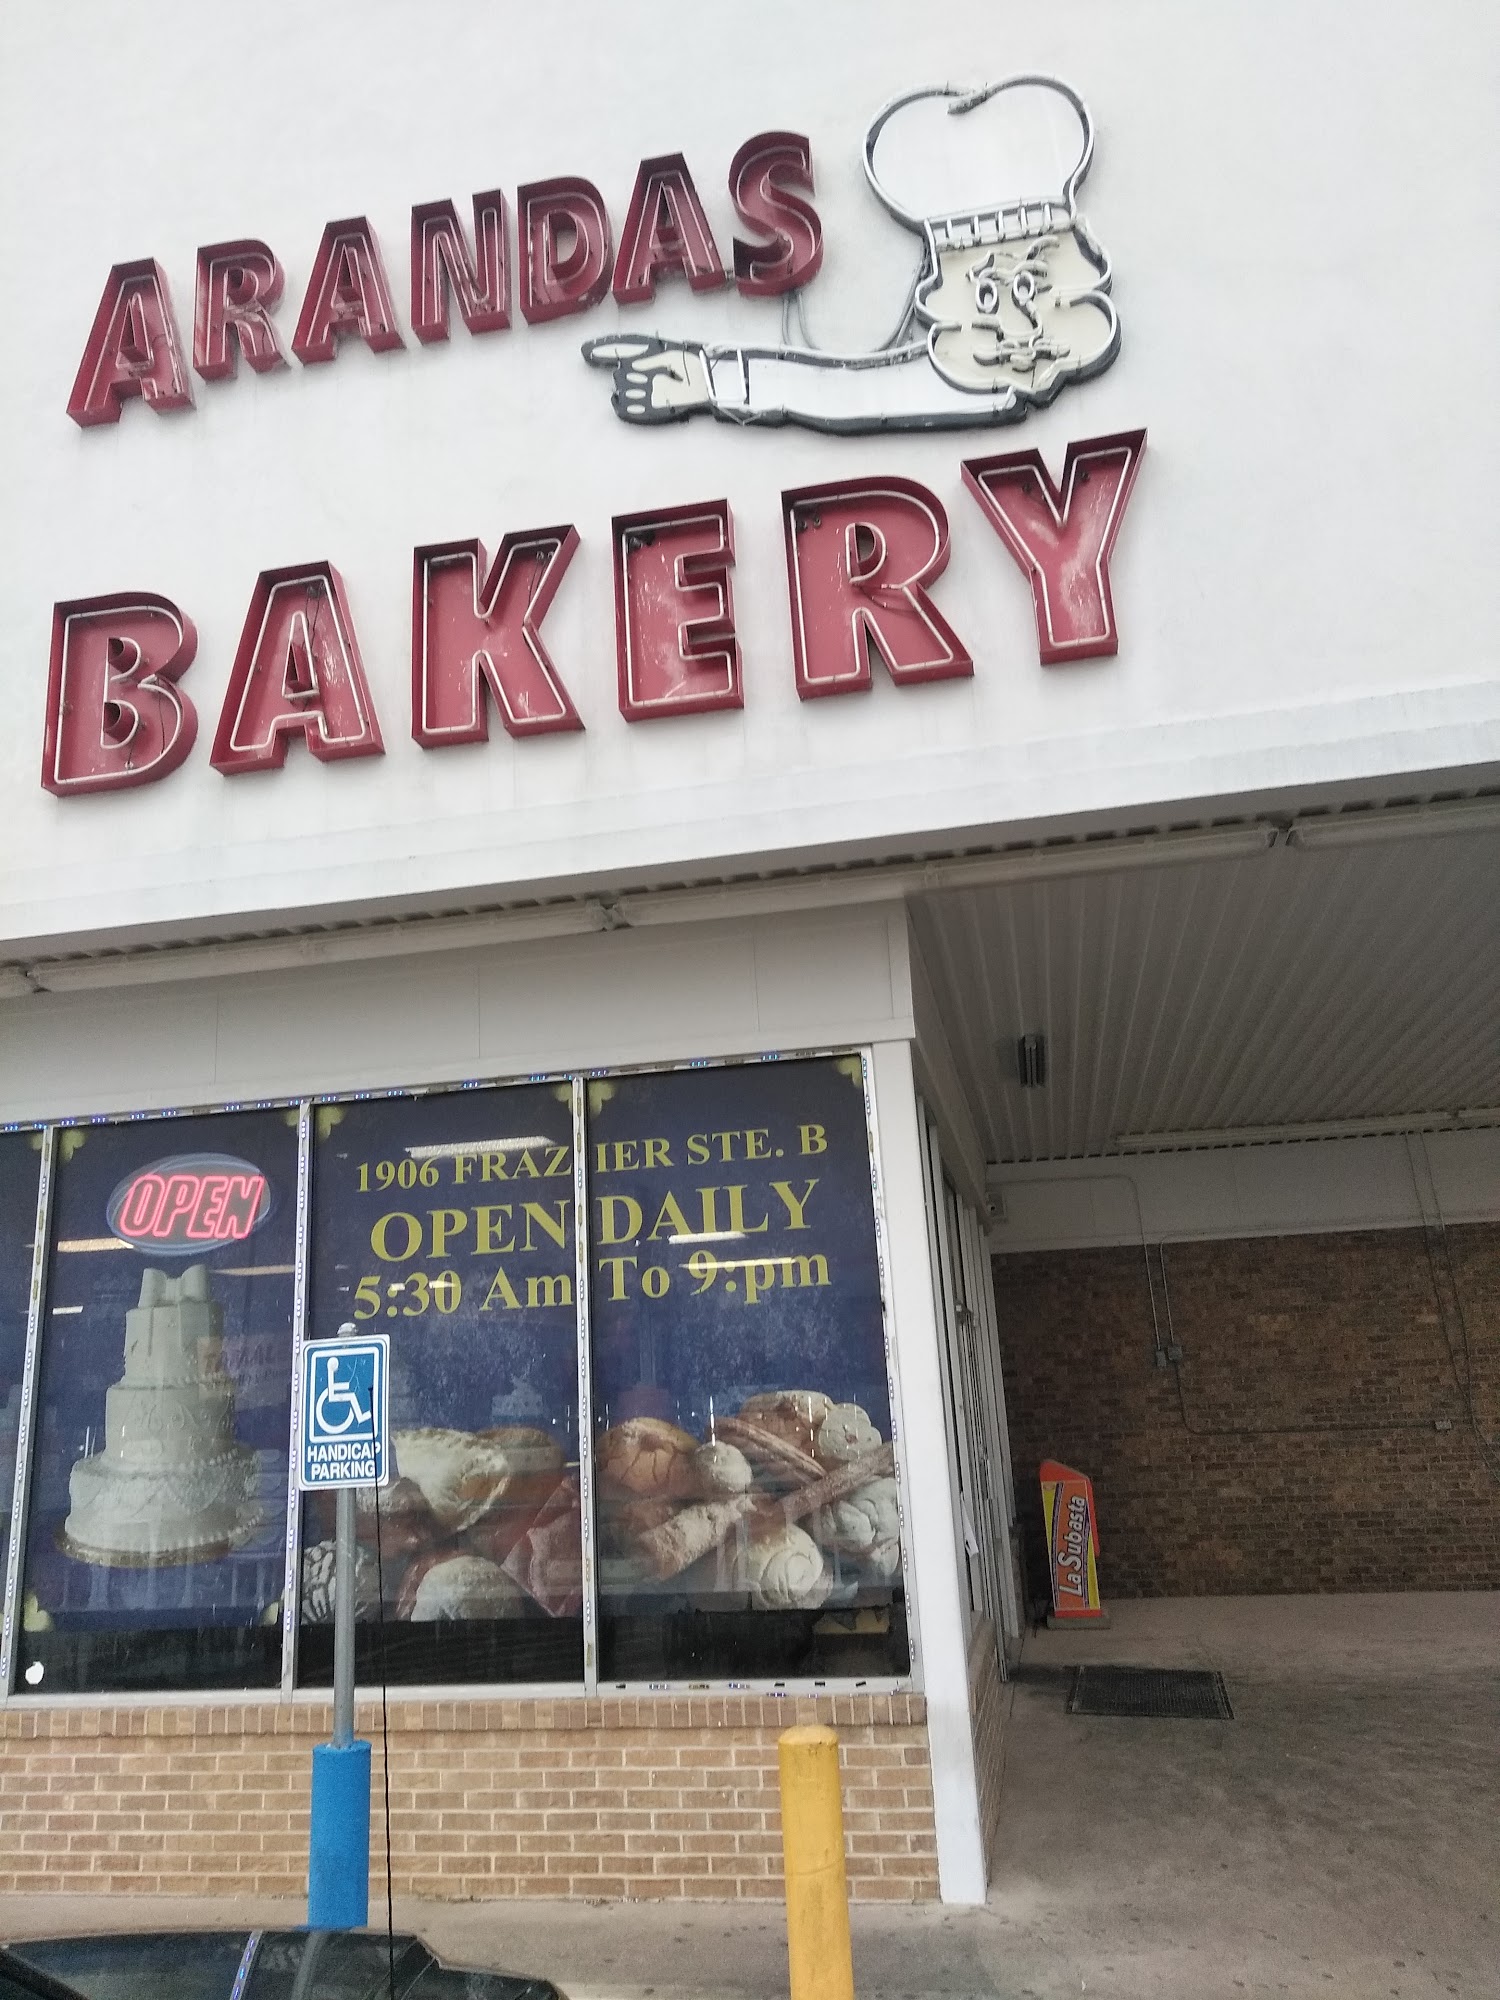 ARANDAS
BAKERY
OPEN
1906 FRAZIER STE. B
OPEN DAILY
5:30 Am To 9:pm
HANDICAP
PARKING
La Subasta